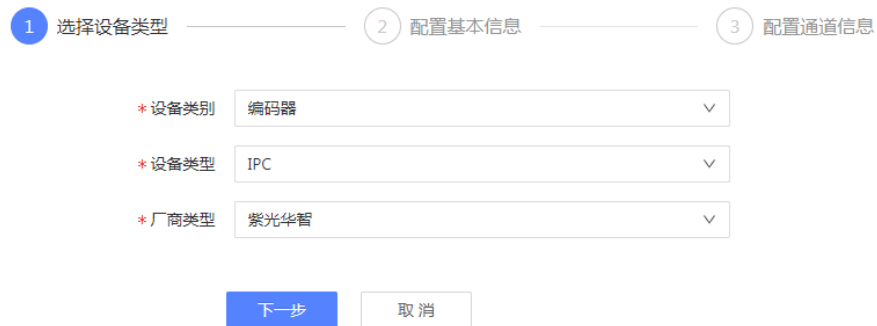 1 选择设备类型 2 配置基本信息 3 配置通道信息
*设备类别 编码器
*设备类型 IPC
*厂商类型 紫光华智
下一步 取消